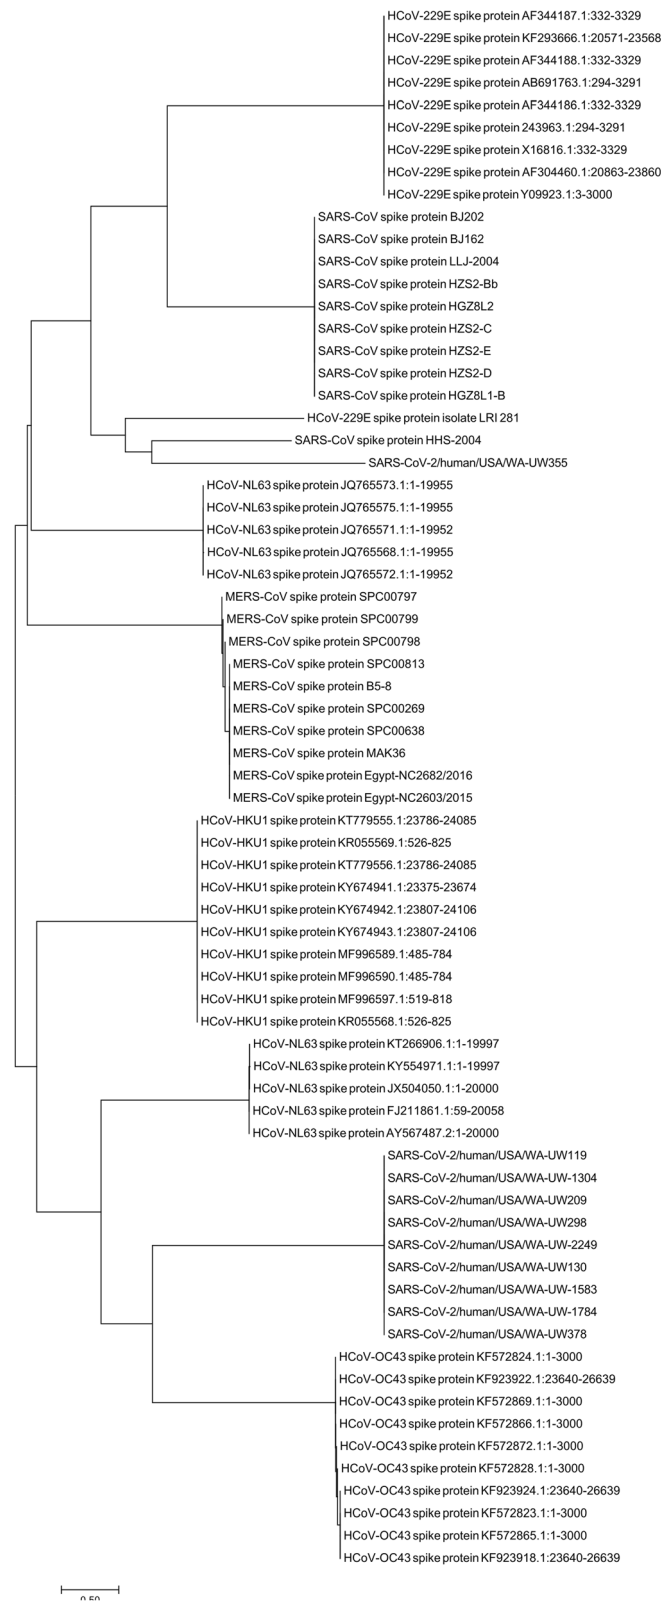 HCoV-229E spike protein AF344187.1:332-3329
HCoV-229E spike protein KF293666.1:20571-23568
HCoV-229E spike protein AF344188.1:332-3329
HCoV-229E spike protein AB691763.1:294-3291
HCoV-229E spike protein AF344186.1:332-3329
HCoV-229E spike protein 243963.1:294-3291
HCoV-229E spike protein X16816.1:332-3329
HCoV-229E spike protein AF304460.1:20863-23860
HCoV-229E spike protein Y09923.1:3-3000
SARS-CoV spike protein BJ202
SARS-CoV spike protein BJ162
SARS-CoV spike protein LLJ-2004
SARS-CoV spike protein HZS2-Bb
SARS-CoV spike protein HGZ8L2
SARS-CoV spike protein HZS2-C
SARS-CoV spike protein HZS2-E
SARS-CoV spike protein HZS2-D
SARS-CoV spike protein HGZ8L1-B
HCoV-229E spike protein isolate LRI 281
SARS-CoV spike protein HHS-2004
SARS-CoV-2/human/USA/WA-UW355
HCoV-NL63 spike protein JQ765573.1:1-19955
HCoV-NL63 spike protein JQ765575.1:1-19955
HCoV-NL63 spike protein JQ765571.1:1-19952
HCoV-NL63 spike protein JQ765568.1:1-19955
HCoV-NL63 spike protein JQ765572.1:1-19952
MERS-CoV spike protein SPC00797
MERS-CoV spike protein SPC00799
MERS-CoV spike protein SPC00798
MERS-CoV spike protein SPC00813
MERS-CoV spike protein B5-8
MERS-CoV spike protein SPC00269
MERS-CoV spike protein SPC00638
MERS-CoV spike protein MAK36
MERS-CoV spike protein Egypt-NC2682/2016
MERS-CoV spike protein Egypt-NC2603/2015
HCoV-HKU1 spike protein KT779555.1:23786-24085
HCoV-HKU1 spike protein KR055569.1:526-825
HCoV-HKU1 spike protein KT779556.1:23786-24085
HCoV-HKU1 spike protein KY674941.1:23375-23674
HCoV-HKU1 spike protein KY674942.1:23807-24106
HCoV-HKU1 spike protein KY674943.1:23807-24106
HCoV-HKU1 spike protein MF996589.1:485-784
HCoV-HKU1 spike protein MF996590.1:485-784
HCoV-HKU1 spike protein MF996597.1:519-818
HCoV-HKU1 spike protein KR055568.1:526-825
HCoV-NL63 spike protein KT266906.1:1-19997
HCoV-NL63 spike protein KY554971.1:1-19997
HCoV-NL63 spike protein JX504050.1:1-20000
HCoV-NL63 spike protein FJ211861.1:59-20058
HCoV-NL63 spike protein AY567487.2:1-20000
SARS-CoV-2/human/USA/WA-UW119
SARS-CoV-2/human/USA/WA-UW-1304
SARS-CoV-2/human/USA/WA-UW209
SARS-CoV-2/human/USA/WA-UW298
SARS-CoV-2/human/USA/WA-UW-2249
SARS-CoV-2/human/USA/WA-UW130
SARS-CoV-2/human/USA/WA-UW-1583
SARS-CoV-2/human/USA/WA-UW-1784
SARS-CoV-2/human/USA/WA-UW378
HCoV-OC43 spike protein KF572824.1:1-3000
HCoV-OC43 spike protein KF923922.1:23640-26639
HCoV-OC43 spike protein KF572869.1:1-3000
HCoV-OC43 spike protein KF572866.1:1-3000
HCoV-OC43 spike protein KF572872.1:1-3000
HCoV-OC43 spike protein KF572828.1:1-3000
HCoV-OC43 spike protein KF923924.1:23640-26639
HCoV-OC43 spike protein KF572823.1:1-3000
HCoV-OC43 spike protein KF572865.1:1-3000
HCoV-OC43 spike protein KF923918.1:23640-26639
0.50